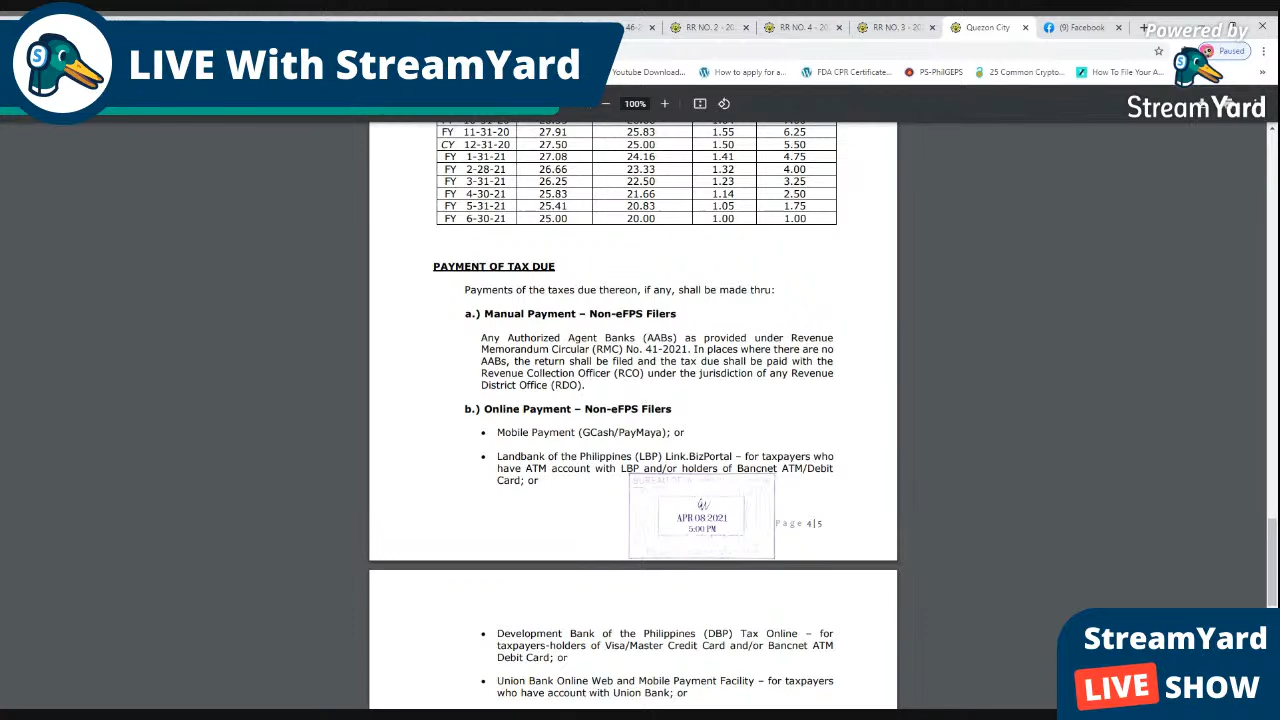 LIVE With StreamYard
RR NO. 2 - 20
RR NO. 4 - 20
RR NO. 3 - 20
Quezon City
Facebook
Powered by
StreamYard
Paused
Youtube Download...
How to apply for a...
FDA CPR Certificate...
PS-PhilGEPS
25 Common Crypto...
How To File Your A...
100%
FY 11-31-20 27.91 25.83 1.55 6.25
CY 12-31-20 27.50 25.00 1.50 5.50
FY 1-31-21 27.08 24.16 1.41 4.75
FY 2-28-21 26.66 23.33 1.32 4.00
FY 3-31-21 26.25 22.50 1.23 3.25
FY 4-30-21 25.83 21.66 1.14 2.50
FY 5-31-21 25.41 20.83 1.05 1.75
FY 6-30-21 25.00 20.00 1.00 1.00
PAYMENT OF TAX DUE
Payments of the taxes due thereon, if any, shall be made thru:
a.) Manual Payment – Non-eFPS Filers
Any Authorized Agent Banks (AABs) as provided under Revenue
Memorandum Circular (RMC) No. 41-2021. In places where there are no
AABs, the return shall be filed and the tax due shall be paid with the
Revenue Collection Officer (RCO) under the jurisdiction of any Revenue
District Office (RDO).
b.) Online Payment – Non-eFPS Filers
• Mobile Payment (GCash/PayMaya); or
• Landbank of the Philippines (LBP) Link.BizPortal – for taxpayers who
have ATM account with LBP and/or holders of Bancnet ATM/Debit
Card; or
APR 08 2021
5:00 PM
Page 4|5
• Development Bank of the Philippines (DBP) Tax Online – for
taxpayers-holders of Visa/Master Credit Card and/or Bancnet ATM
Debit Card; or
• Union Bank Online Web and Mobile Payment Facility – for taxpayers
who have account with Union Bank; or
StreamYard
LIVE SHOW